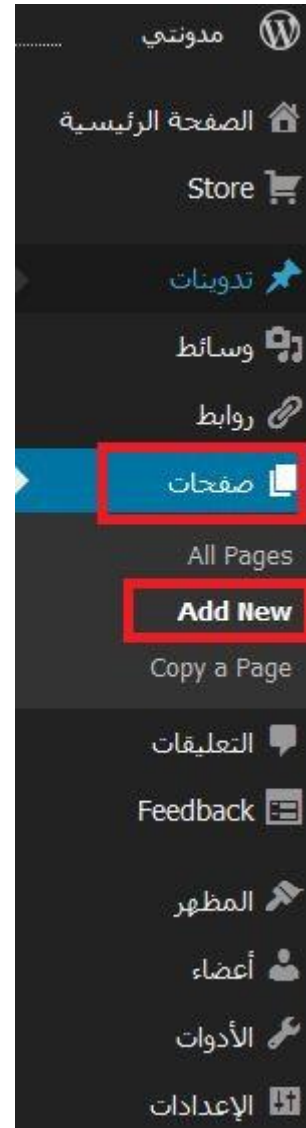 مدونتي
الصفحة الرئيسية
Store
تدوينات
وسائط
روابط
صفحات
All Pages
Add New
Copy a Page
التعليقات
Feedback
المظهر
أعضاء
الأدوات
الإعدادات